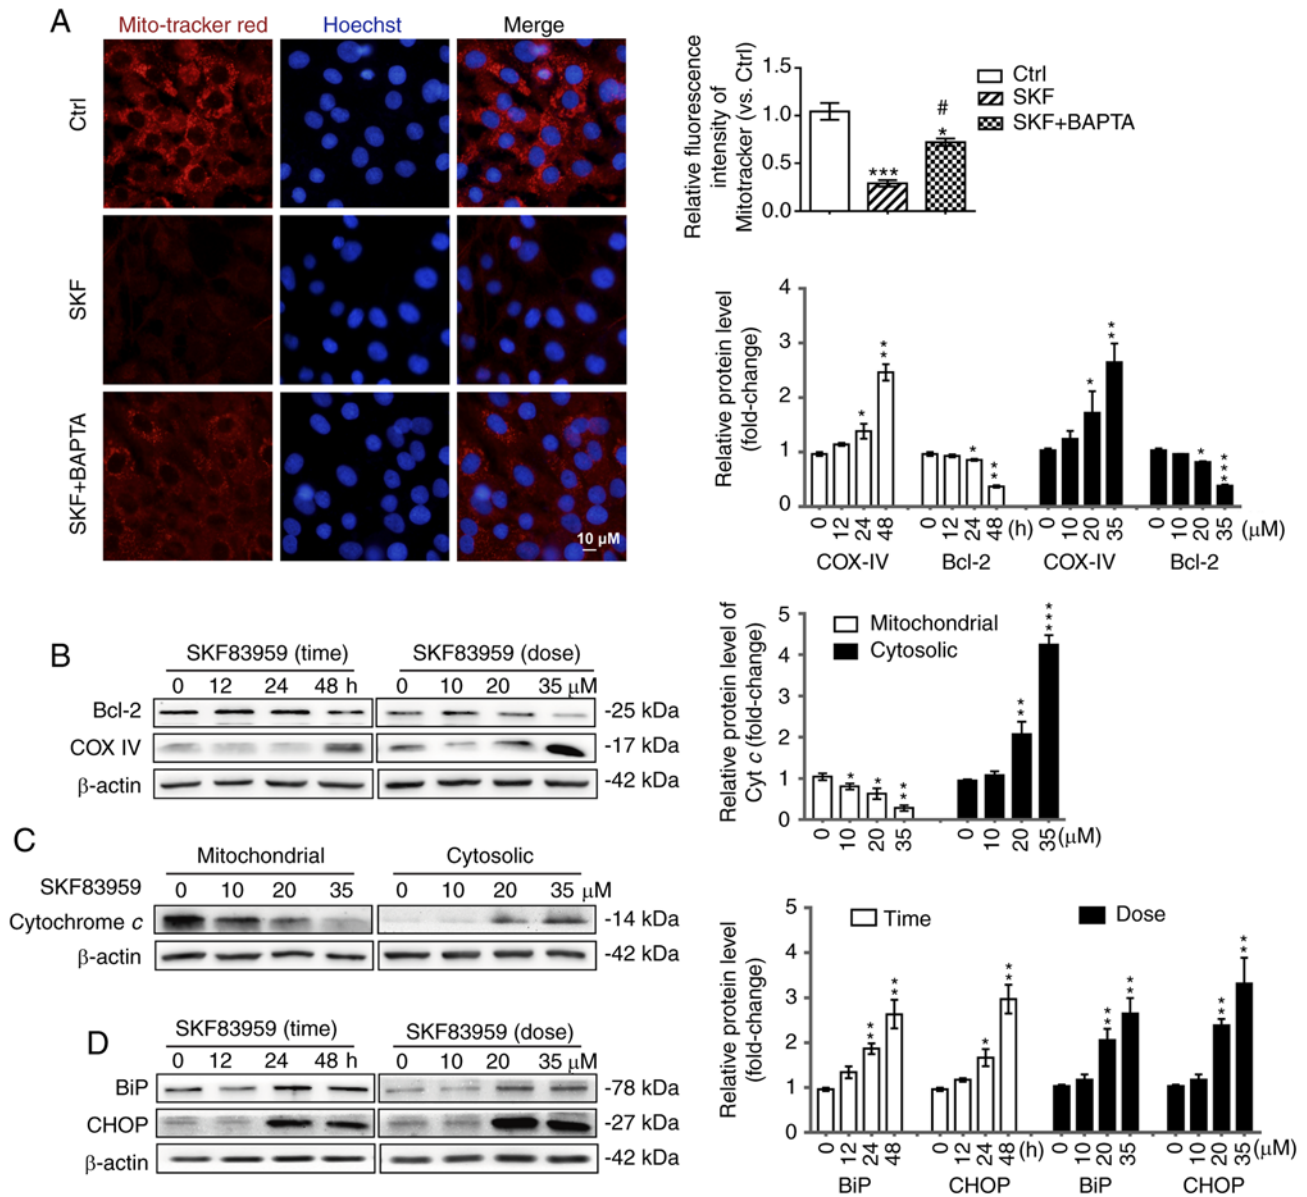 A
Mito-tracker red Hoechst Merge
Ctrl
SKF
SKF+BAPTA
10 µM
Relative fluorescence
intensity of
Mitotracker (vs. Ctrl)
1.5
1.0
0.5
0.0
***
#
*
Ctrl
SKF
SKF+BAPTA
Relative protein level
(fold-change)
4
3
2
1
0
* ** * ** * ** * ***
0 12 24 48 0 12 24 48 (h) 0 10 20 35 0 10 20 35 (µM)
COX-IV Bcl-2 COX-IV Bcl-2
B
SKF83959 (time) SKF83959 (dose)
0 12 24 48 h 0 10 20 35 µM
Bcl-2 -25 kDa
COX IV -17 kDa
β-actin -42 kDa
Relative protein level of
Cyt c (fold-change)
5
4
3
2
1
0
Mitochondrial
Cytosolic
* * ** ** ***
0 10 20 35 0 10 20 35 (µM)
C
Mitochondrial Cytosolic
SKF83959 0 10 20 35 0 10 20 35 µM
Cytochrome c -14 kDa
β-actin -42 kDa
D
SKF83959 (time) SKF83959 (dose)
0 12 24 48 h 0 10 20 35 µM
BiP -78 kDa
CHOP -27 kDa
β-actin -42 kDa
Relative protein level
(fold-change)
5
4
3
2
1
0
Time Dose
** ** * ** ** ** ** **
0 12 24 48 0 12 24 48 (h) 0 10 20 35 0 10 20 35 (µM)
BiP CHOP BiP CHOP